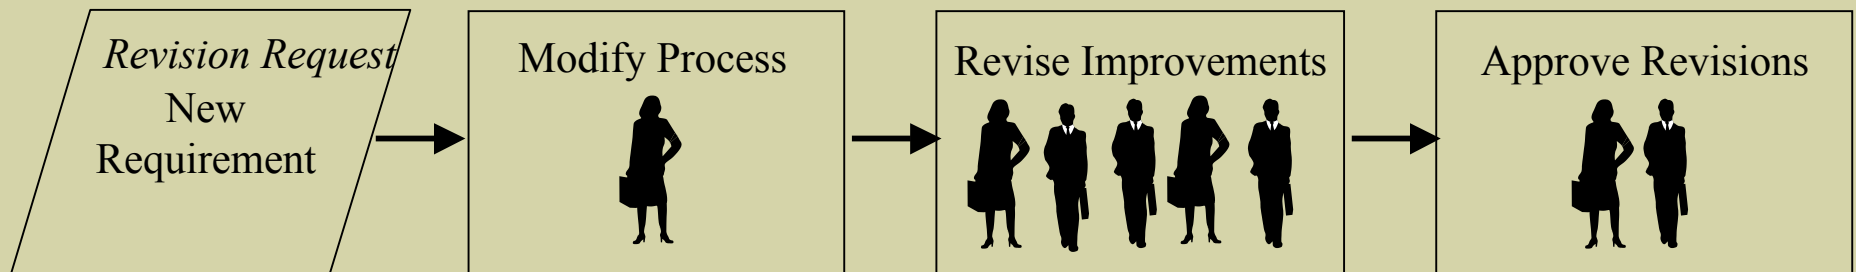 Revision Request
New
Requirement
Modify Process
Revise Improvements
Approve Revisions